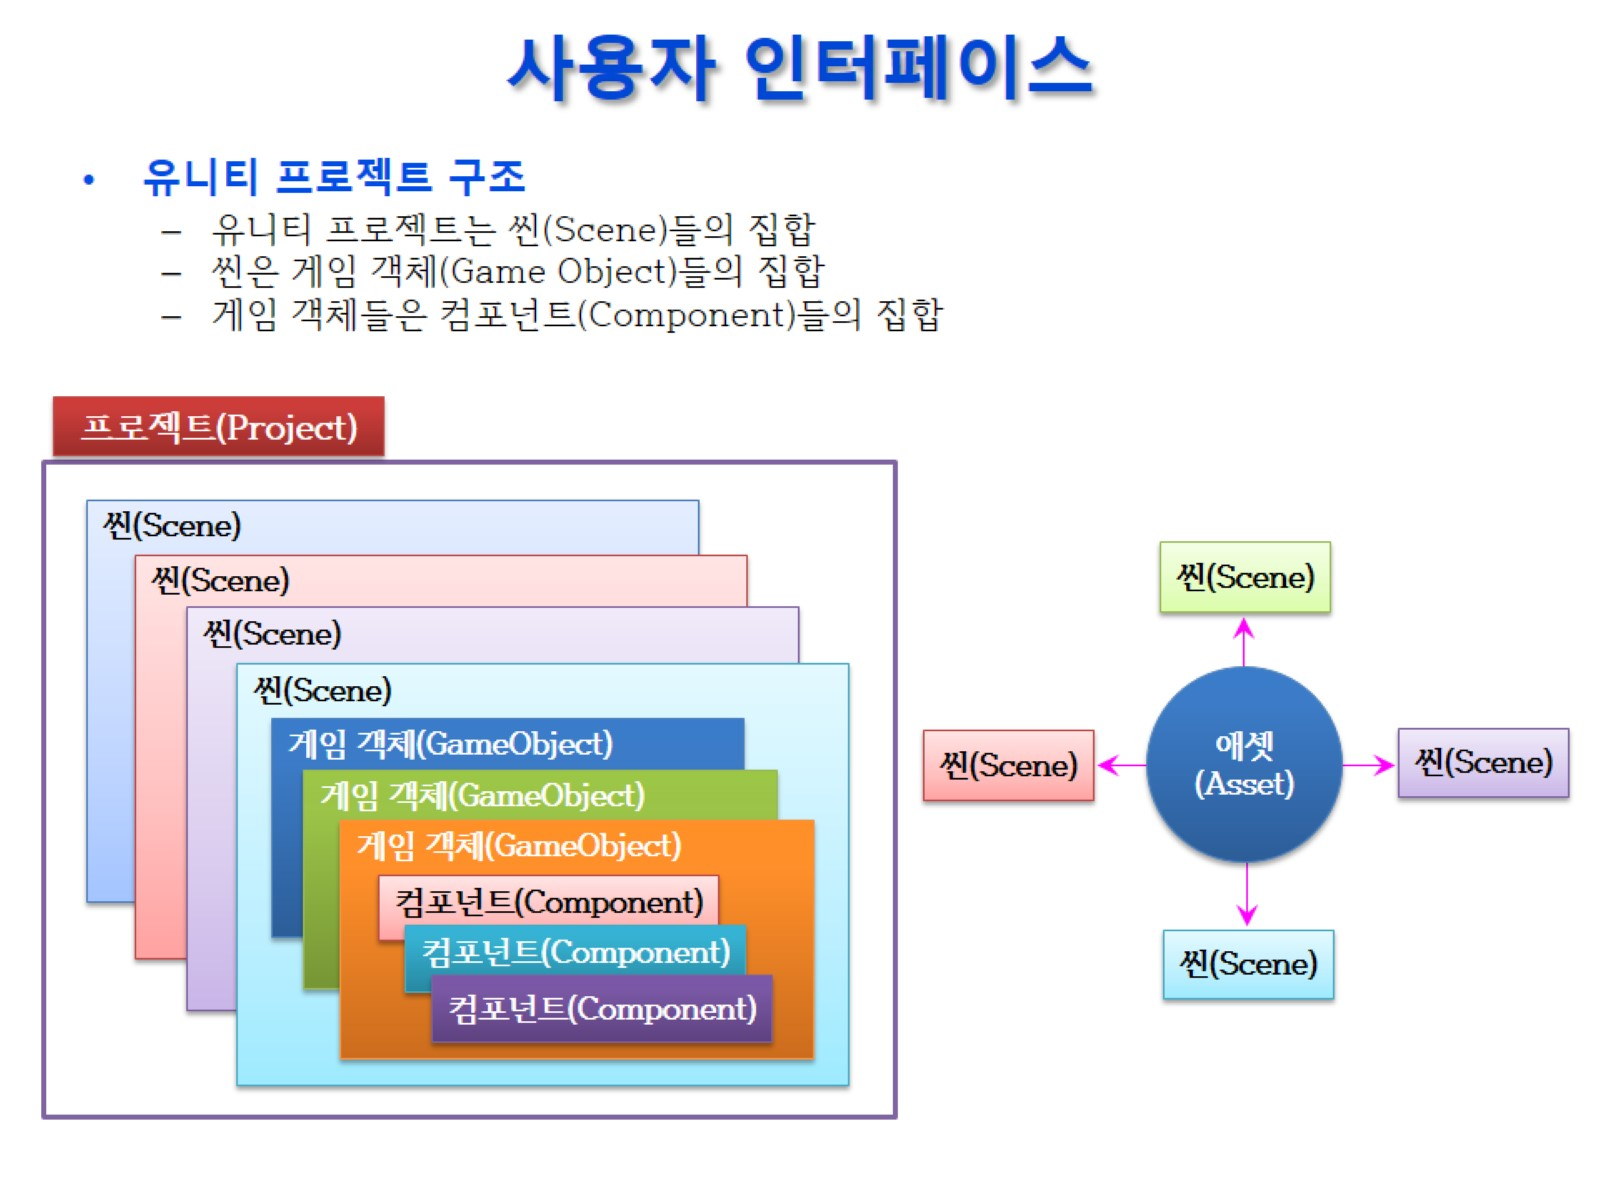 사용자 인터페이스
• 유니티 프로젝트 구조
– 유니티 프로젝트는 씬(Scene)들의 집합
– 씬은 게임 객체(Game Object)들의 집합
– 게임 객체들은 컴포넌트(Component)들의 집합
프로젝트(Project)
씬(Scene)
씬(Scene)
씬(Scene)
씬(Scene)
게임 객체(GameObject)
게임 객체(GameObject)
게임 객체(GameObject)
컴포넌트(Component)
컴포넌트(Component)
컴포넌트(Component)
씬(Scene)
씬(Scene)
애셋
(Asset)
씬(Scene)
씬(Scene)